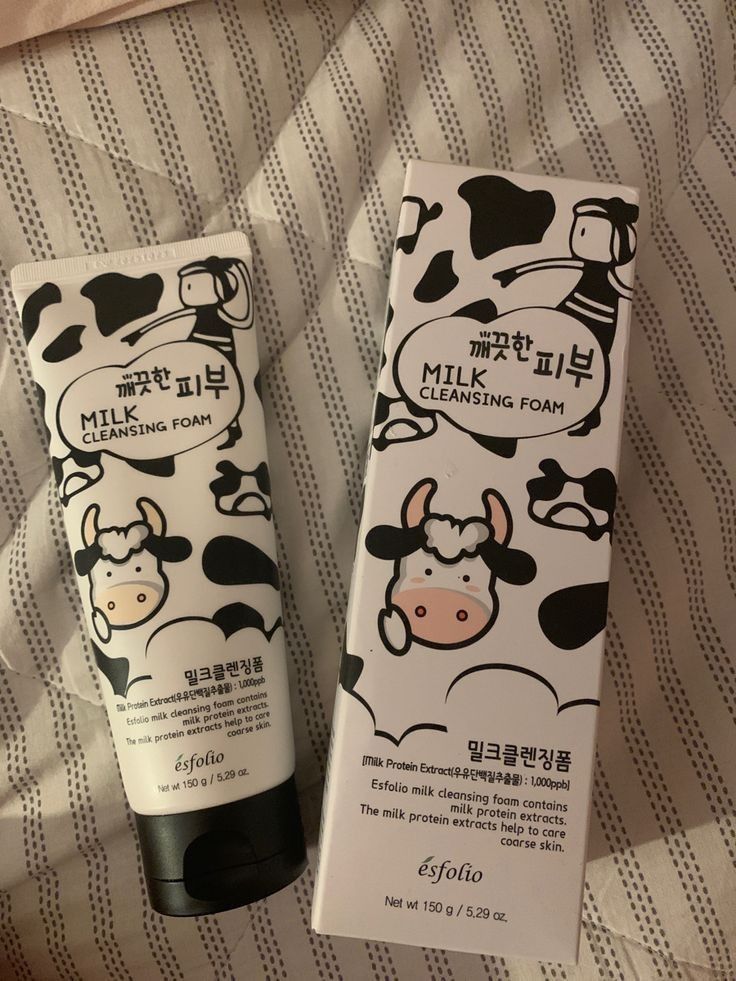 깨끗한 피부
MILK
CLEANSING FOAM
밀크클렌징폼
Milk Protein Extract(우유단백질추출물) : 1,000ppb
Esfolio milk cleansing foam contains
milk protein extracts.
The milk protein extracts help to care
coarse skin.
esfolio
Net wt 150 g / 5.29 oz.
깨끗한 피부
MILK
CLEANSING FOAM
밀크클렌징폼
[Milk Protein Extract(우유단백질추출물) : 1,000ppb]
Esfolio milk cleansing foam contains
milk protein extracts.
The milk protein extracts help to care
coarse skin.
esfolio
Net wt 150 g / 5.29 oz.